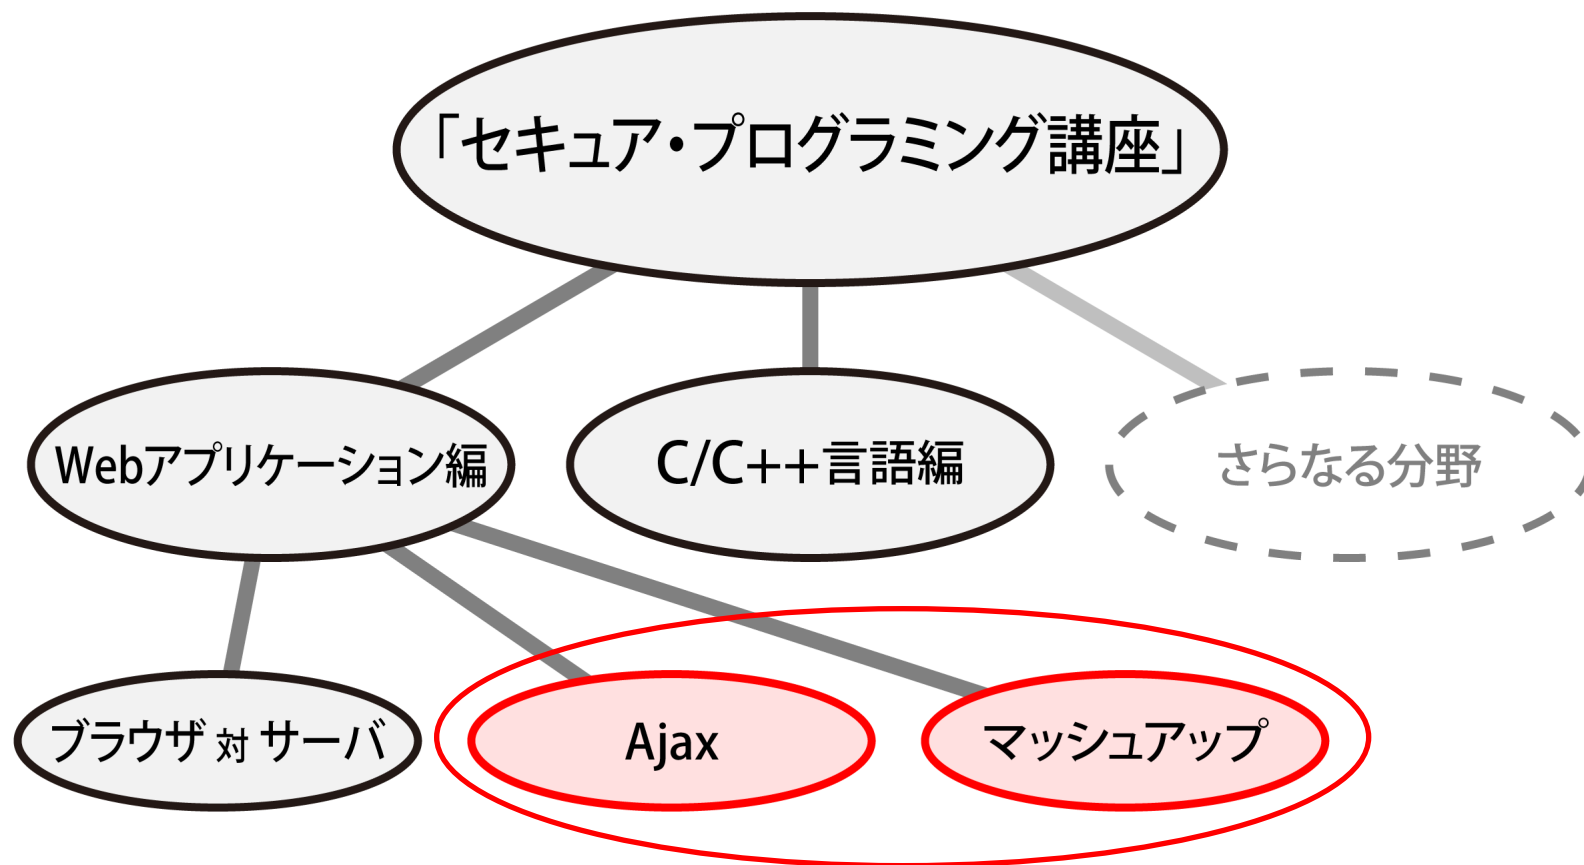 「セキュア・プログラミング講座」
Webアプリケーション編
C/C++言語編
さらなる分野
ブラウザ 対 サーバ
Ajax
マッシュアップ